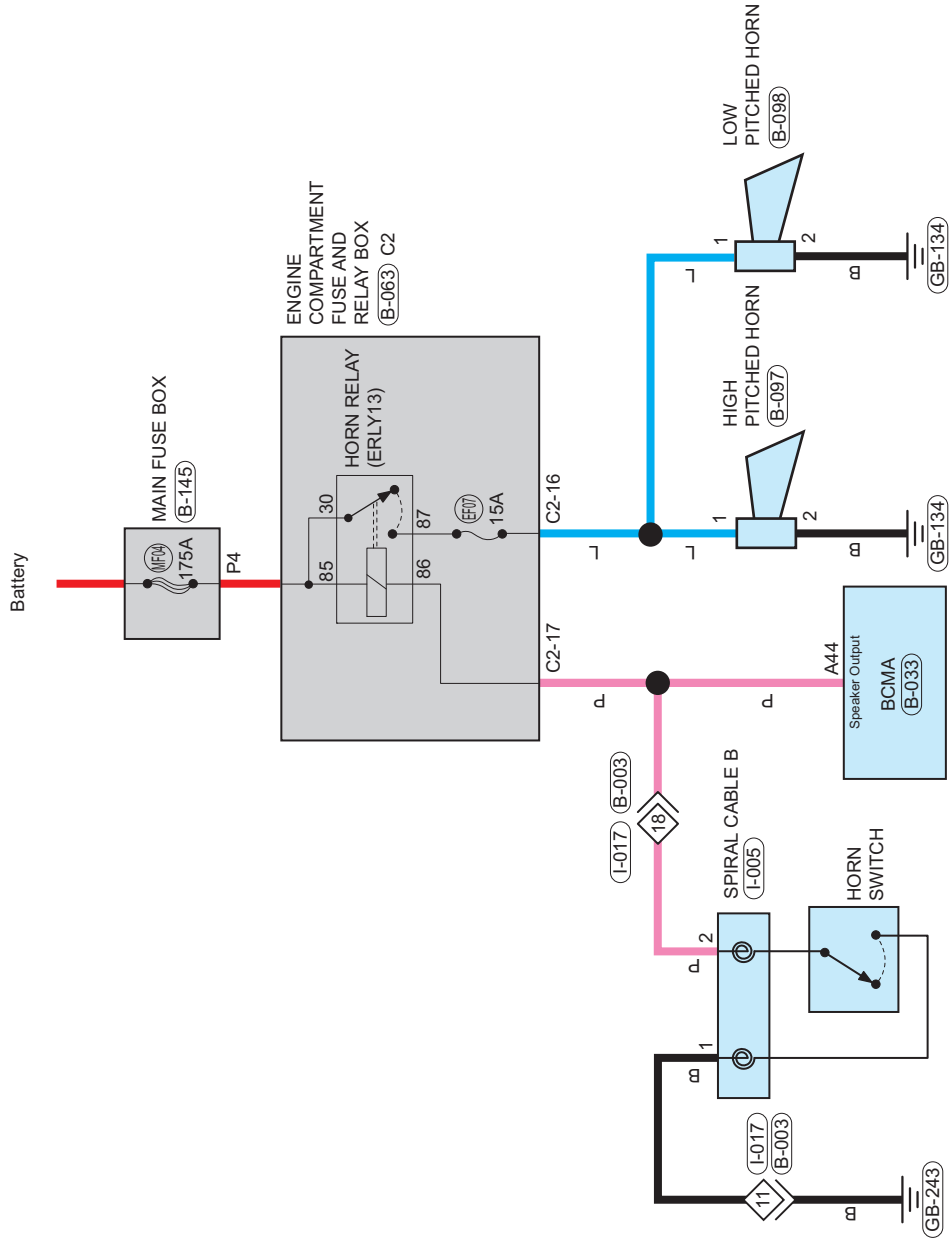 Battery
MAIN FUSE BOX
B-145
MF04
175A
P4
ENGINE
COMPARTMENT
FUSE AND
RELAY BOX
B-063 C2
HORN RELAY
(ERLY13)
85
30
86
87
EF07
15A
C2-17
C2-16
P
L
P
L
L
I-017 B-003
18
A44
Speaker Output
BCMA
B-033
HIGH
PITCHED HORN
B-097
1
2
B
GB-134
LOW
PITCHED HORN
B-098
1
2
B
GB-134
SPIRAL CABLE B
I-005
B
1
P
2
HORN
SWITCH
I-017
B-003
11
B
GB-243